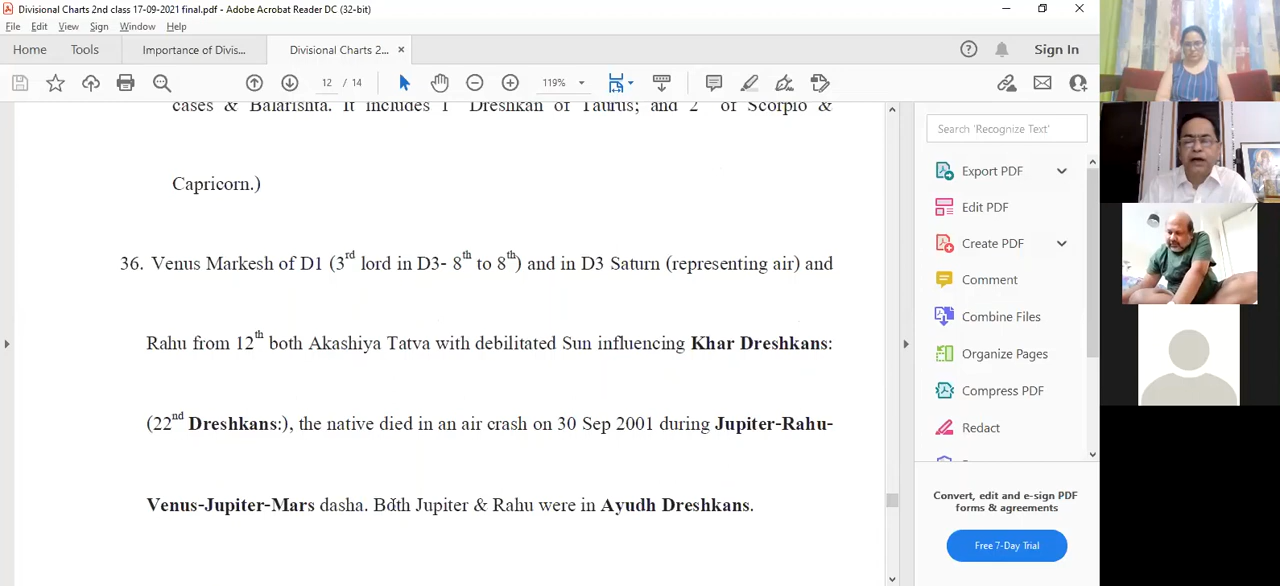 Divisional Charts 2nd class 17-09-2021 final.pdf - Adobe Acrobat Reader DC (32-bit)
File Edit View Sign Window Help
Home Tools Importance of Divis... Divisional Charts 2... × Sign In
12 / 14 119%
cases & Balarishta. It includes 1 Dreshkan of Taurus; and 2 of Scorpio &
Capricorn.)
36. Venus Markesh of D1 (3rd lord in D3- 8th to 8th) and in D3 Saturn (representing air) and
Rahu from 12th both Akashiya Tatva with debilitated Sun influencing Khar Dreshkans:
(22nd Dreshkans:), the native died in an air crash on 30 Sep 2001 during Jupiter-Rahu-
Venus-Jupiter-Mars dasha. Both Jupiter & Rahu were in Ayudh Dreshkans.
Search 'Recognize Text'
Export PDF
Edit PDF
Create PDF
Comment
Combine Files
Organize Pages
Compress PDF
Redact
Convert, edit and e-sign PDF
forms & agreements
Free 7-Day Trial